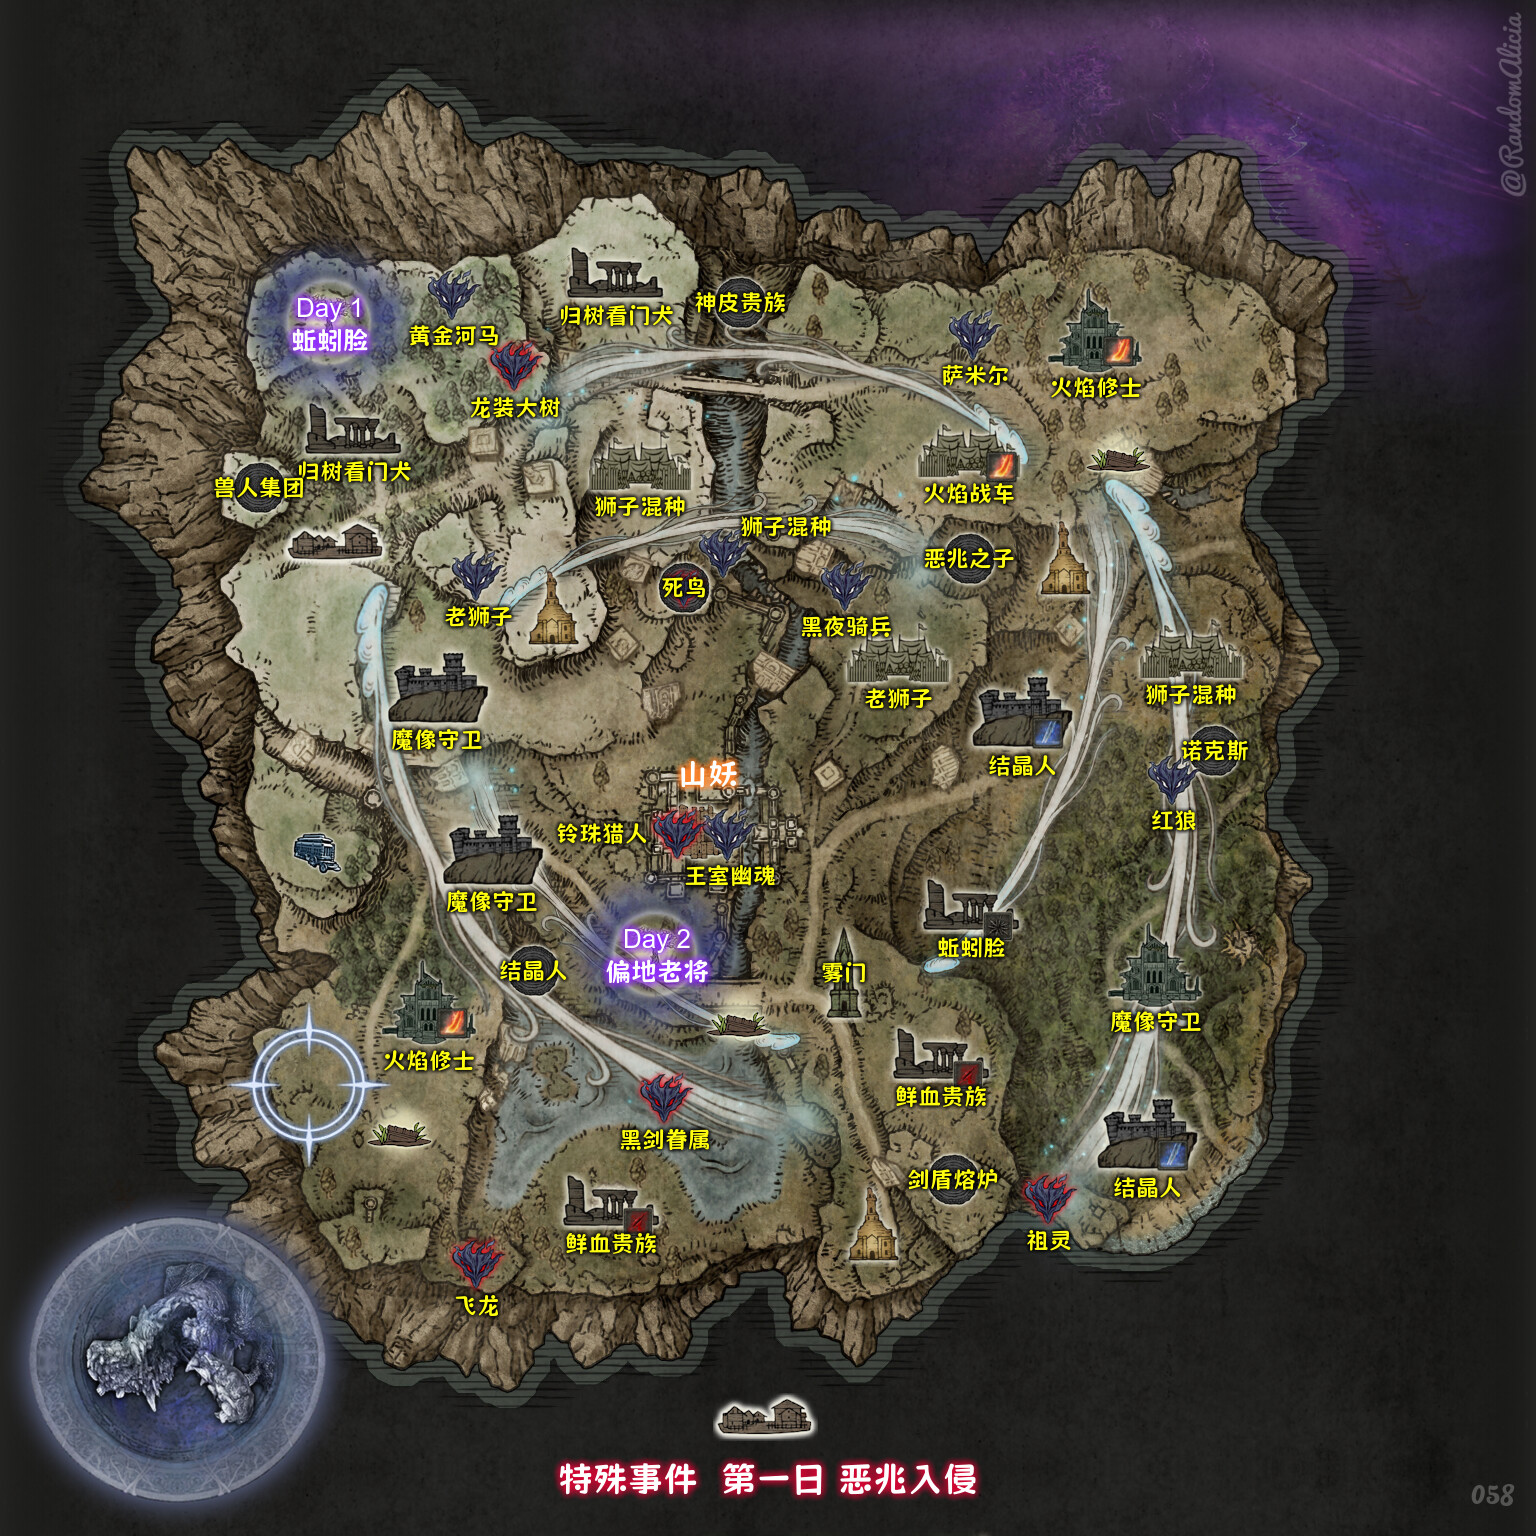 @RandomAlicia
Day 1
蚯蚓脸
黄金河马
归树看门犬
神皮贵族
萨米尔
火焰修士
龙装大树
归树看门犬
兽人集团
狮子混种
火焰战车
狮子混种
恶兆之子
死鸟
老狮子
黑夜骑兵
老狮子
狮子混种
魔像守卫
结晶人
诺克斯
山妖
红狼
铃珠猎人
王室幽魂
魔像守卫
Day 2
偏地老将
结晶人
雾门
蚯蚓脸
魔像守卫
火焰修士
鲜血贵族
黑剑眷属
剑盾熔炉
结晶人
鲜血贵族
祖灵
飞龙
特殊事件 第一日 恶兆入侵
058